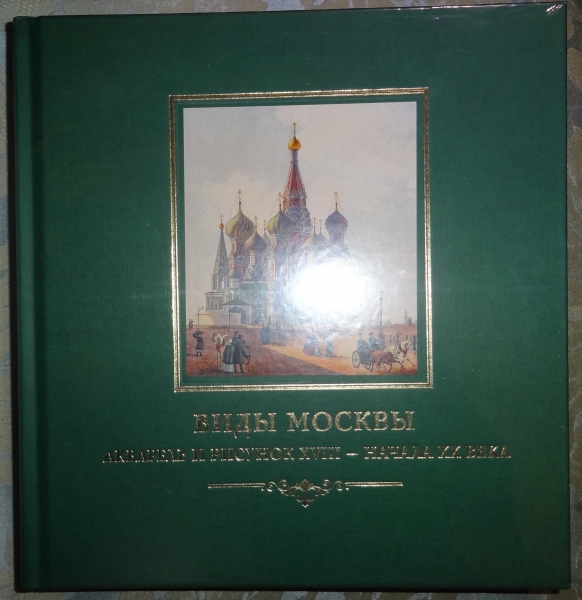 ВИДЫ МОСКВЫ
АКВАРЕЛЬ И РИСУНОК XVIII – НАЧАЛА XX ВЕКА